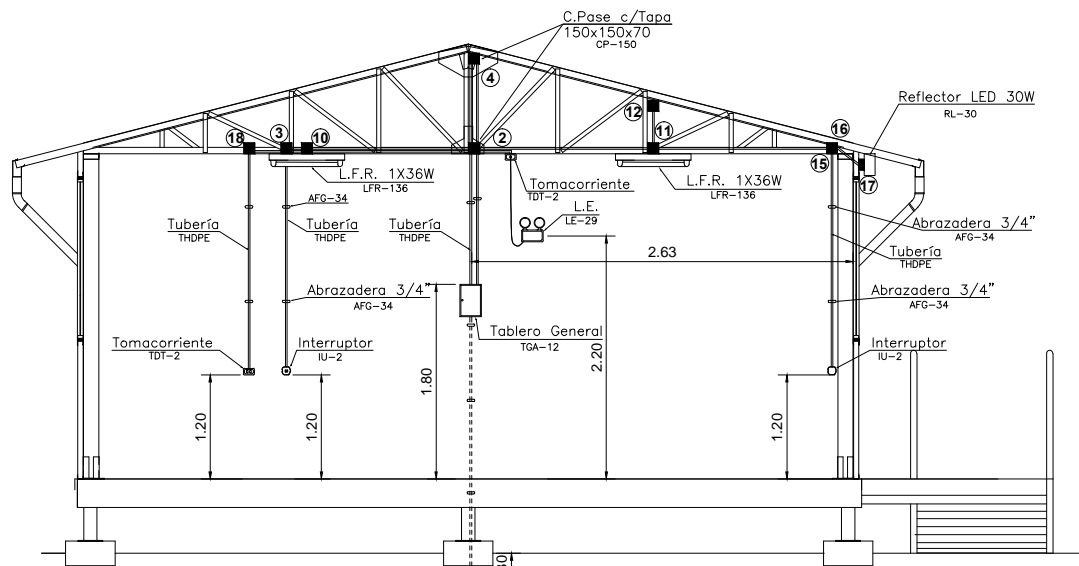 C.Pase c/Tapa
150x150x70
CP-150
4
Reflector LED 30W
RL-30
12
18
3
10
2
11
16
15
17
L.F.R. 1X36W
LFR-136
Tomacorriente
TDT-2
L.F.R. 1X36W
LFR-136
AFG-34
Tubería
THDPE
Tubería
THDPE
Tubería
THDPE
L.E.
LE-29
Abrazadera 3/4"
AFG-34
Tubería
THDPE
2.63
Abrazadera 3/4"
AFG-34
Abrazadera 3/4"
AFG-34
Tablero General
TGA-12
Tomacorriente
TDT-2
Interruptor
IU-2
Interruptor
IU-2
1.20
1.20
1.80
2.20
1.20